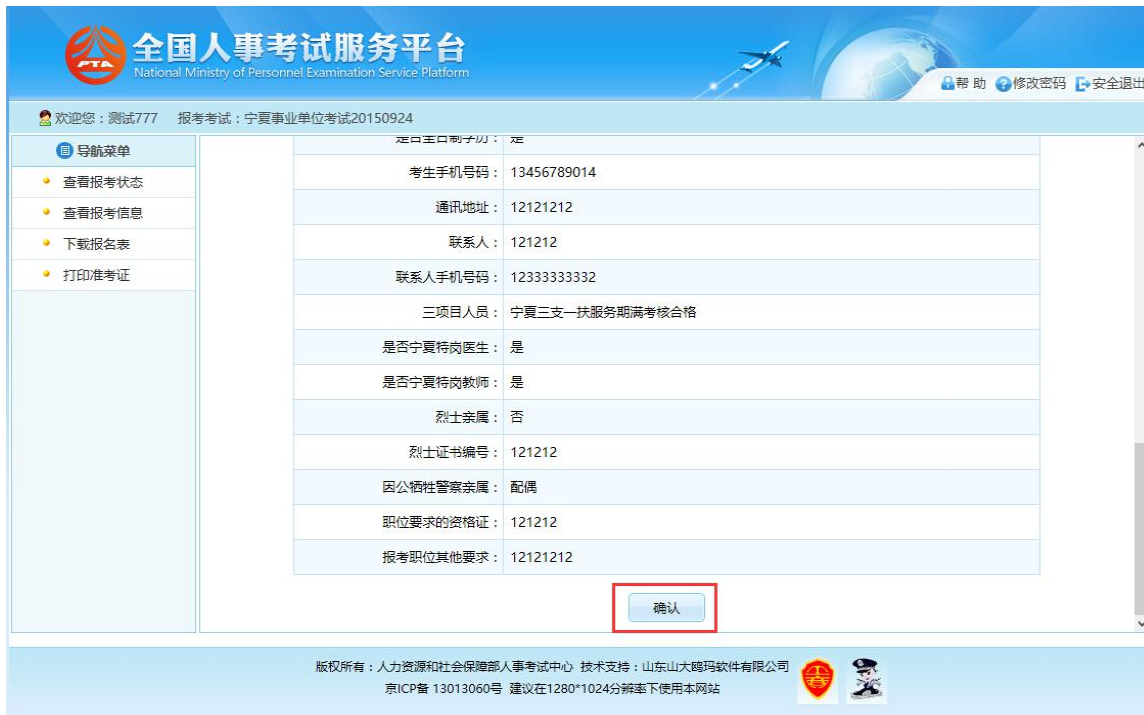 全国人事考试服务平台
PTA
National Ministry of Personnel Examination Service Platform
帮 助 修改密码 安全退出
欢迎您：测试777 报考考试：宁夏事业单位考试20150924
导航菜单
查看报考状态
查看报考信息
下载报名表
打印准考证
是否全日制学历： 是
考生手机号码： 13456789014
通讯地址： 12121212
联系人： 121212
联系人手机号码： 12333333332
三项目人员： 宁夏三支一扶服务期满考核合格
是否宁夏特岗医生： 是
是否宁夏特岗教师： 是
烈士亲属： 否
烈士证书编号： 121212
因公牺牲警察亲属： 配偶
职位要求的资格证： 121212
报考职位其他要求： 12121212
确认
版权所有：人力资源和社会保障部人事考试中心 技术支持：山东山大鸥玛软件有限公司
京ICP备 13013060号 建议在1280*1024分辨率下使用本网站